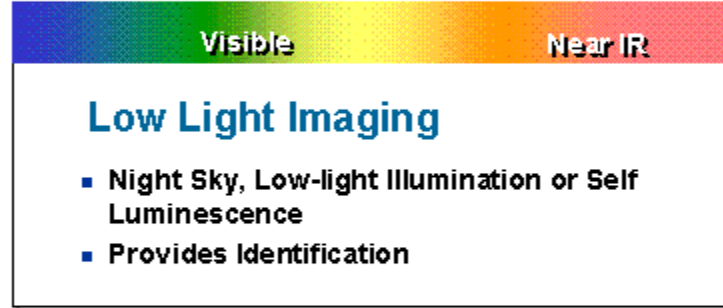 Visible Near IR
Low Light Imaging
Night Sky, Low-light Illumination or Self
Luminescence
Provides Identification